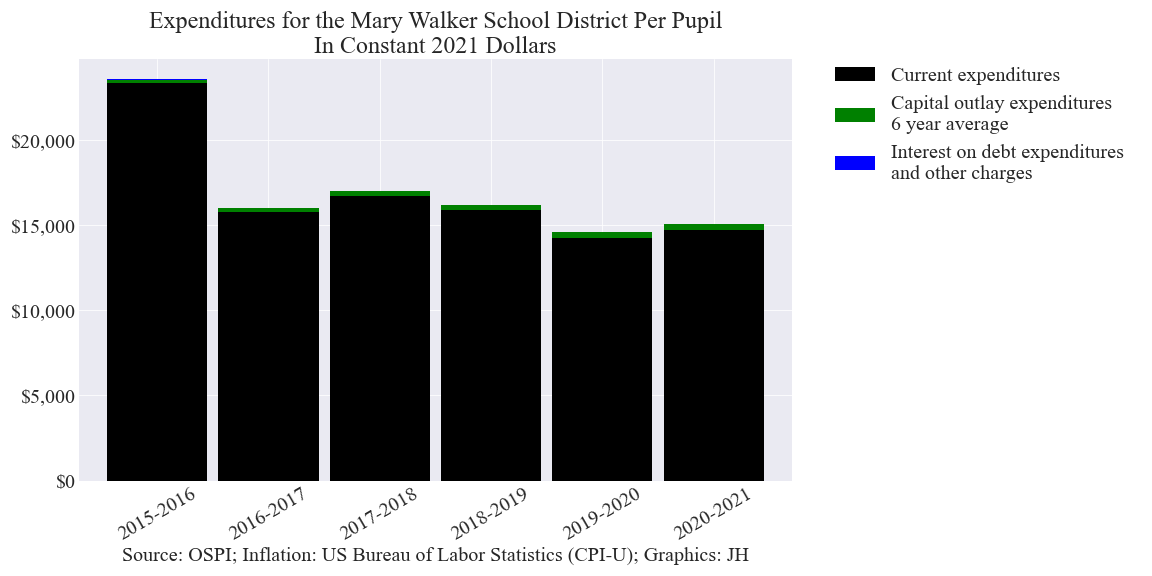 Expenditures for the Mary Walker School District Per Pupil
In Constant 2021 Dollars
Current expenditures
Capital outlay expenditures
6 year average
Interest on debt expenditures
and other charges
$20,000
$15,000
$10,000
$5,000
$0
2015-2016
2016-2017
2017-2018
2018-2019
2019-2020
2020-2021
Source: OSPI; Inflation: US Bureau of Labor Statistics (CPI-U); Graphics: JH